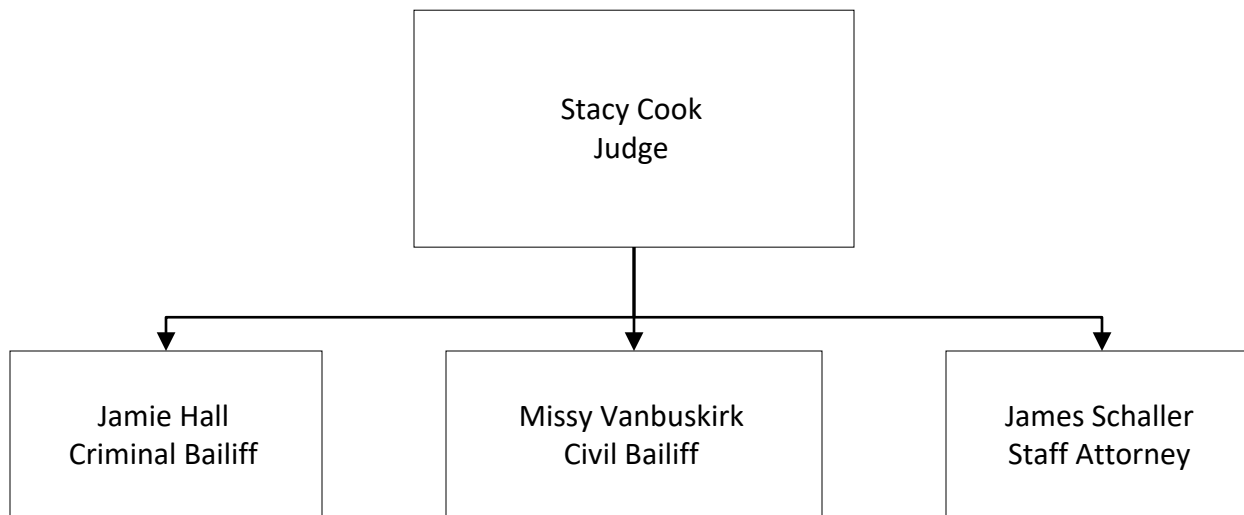 Stacy Cook
Judge
Jamie Hall
Criminal Bailiff
Missy Vanbuskirk
Civil Bailiff
James Schaller
Staff Attorney